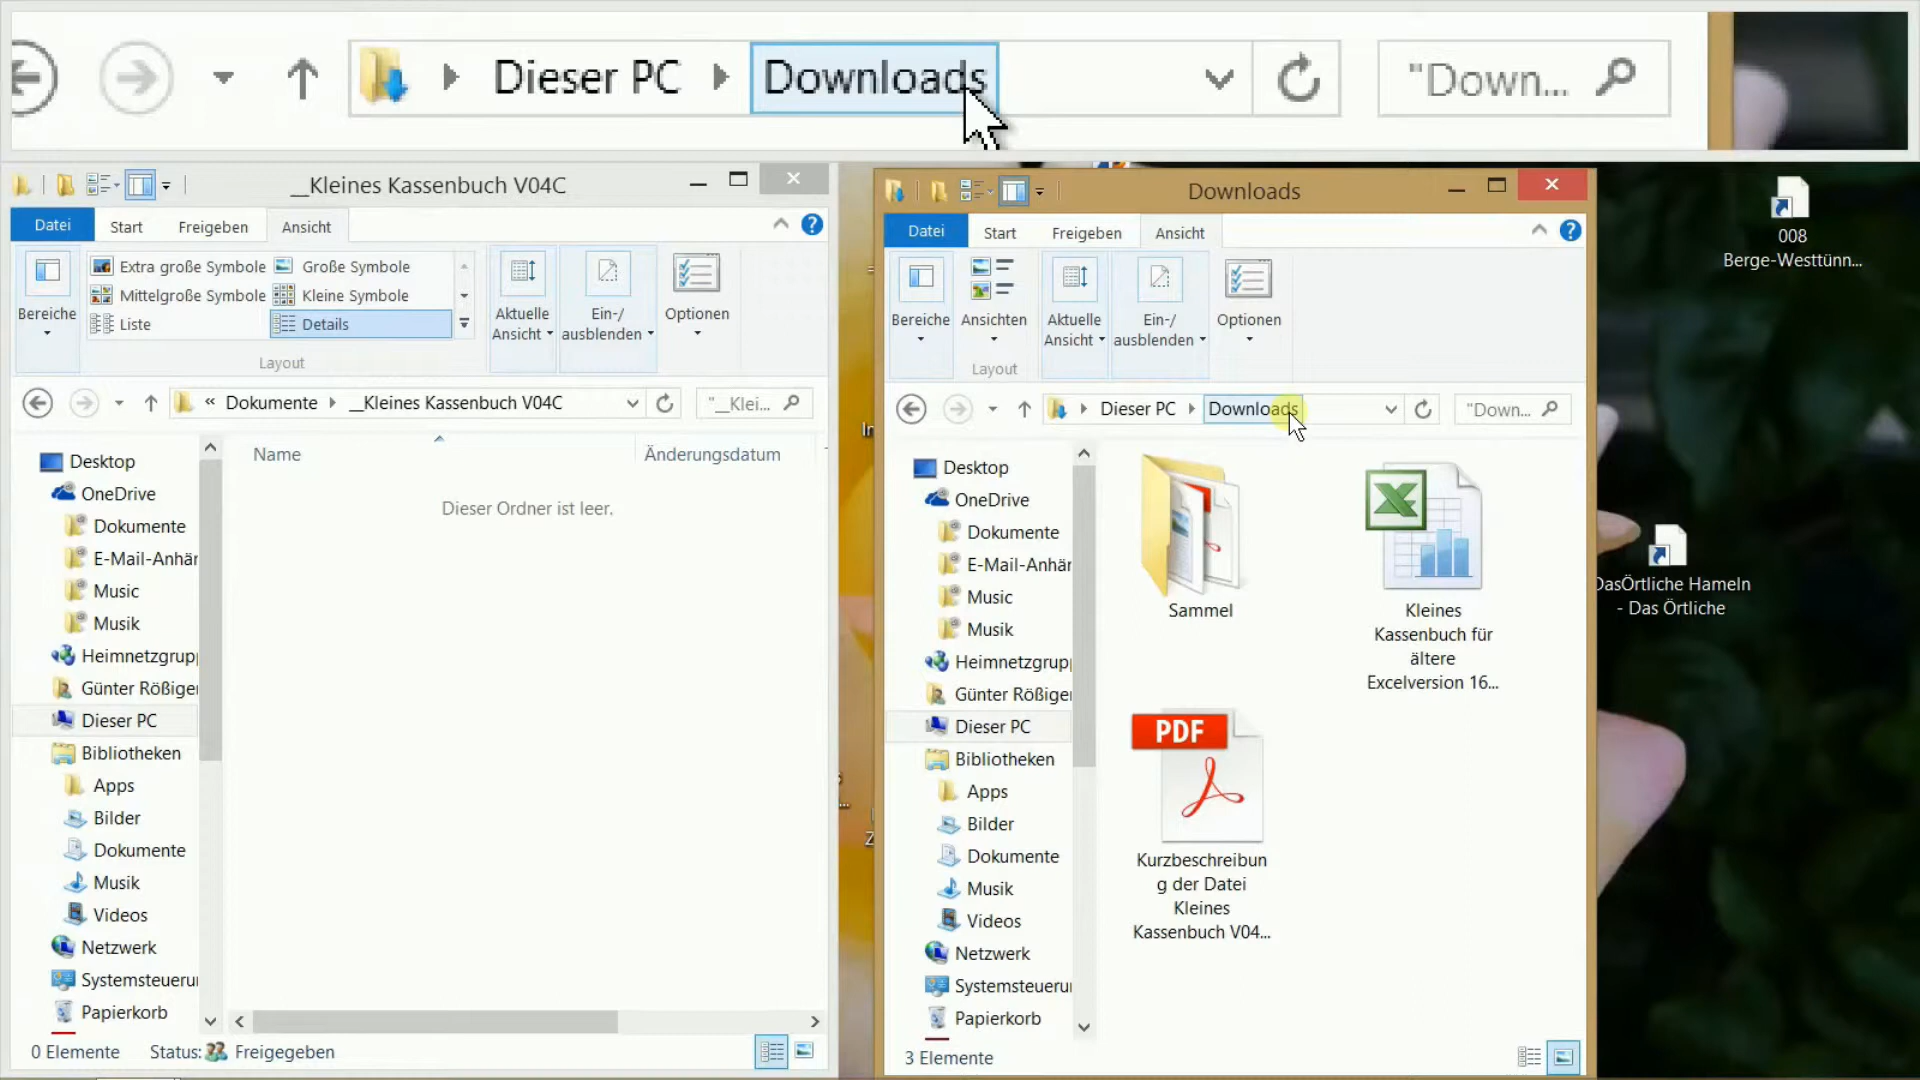 Dieser PC Downloads "Down...
__Kleines Kassenbuch V04C
Datei Start Freigeben Ansicht
Extra große Symbole Große Symbole
Mittelgroße Symbole Kleine Symbole
Liste Details
Bereiche
Aktuelle
Ansicht
Ein-/
ausblenden
Optionen
Layout
« Dokumente __Kleines Kassenbuch V04C "__Klei...
Desktop
OneDrive
Dokumente
E-Mail-Anhär
Music
Musik
Heimnetzgrupp
Günter Rößiger
Dieser PC
Bibliotheken
Apps
Bilder
Dokumente
Musik
Videos
Netzwerk
Systemsteueru
Papierkorb
Name Änderungsdatum
Dieser Ordner ist leer.
0 Elemente Status: Freigegeben
Downloads
Datei Start Freigeben Ansicht
Bereiche
Ansichten
Aktuelle
Ansicht
Ein-/
ausblenden
Optionen
Layout
Dieser PC Downloads "Down...
Desktop
OneDrive
Dokumente
E-Mail-Anhär
Music
Musik
Heimnetzgrupp
Günter Rößiger
Dieser PC
Bibliotheken
Apps
Bilder
Dokumente
Musik
Videos
Netzwerk
Systemsteueru
Papierkorb
Sammel
Kleines
Kassenbuch für
ältere
Excelversion 16...
PDF
Kurzbeschreibun
g der Datei
Kleines
Kassenbuch V04...
3 Elemente
008
Berge-Westtünn...
DasÖrtliche Hameln
- Das Örtliche